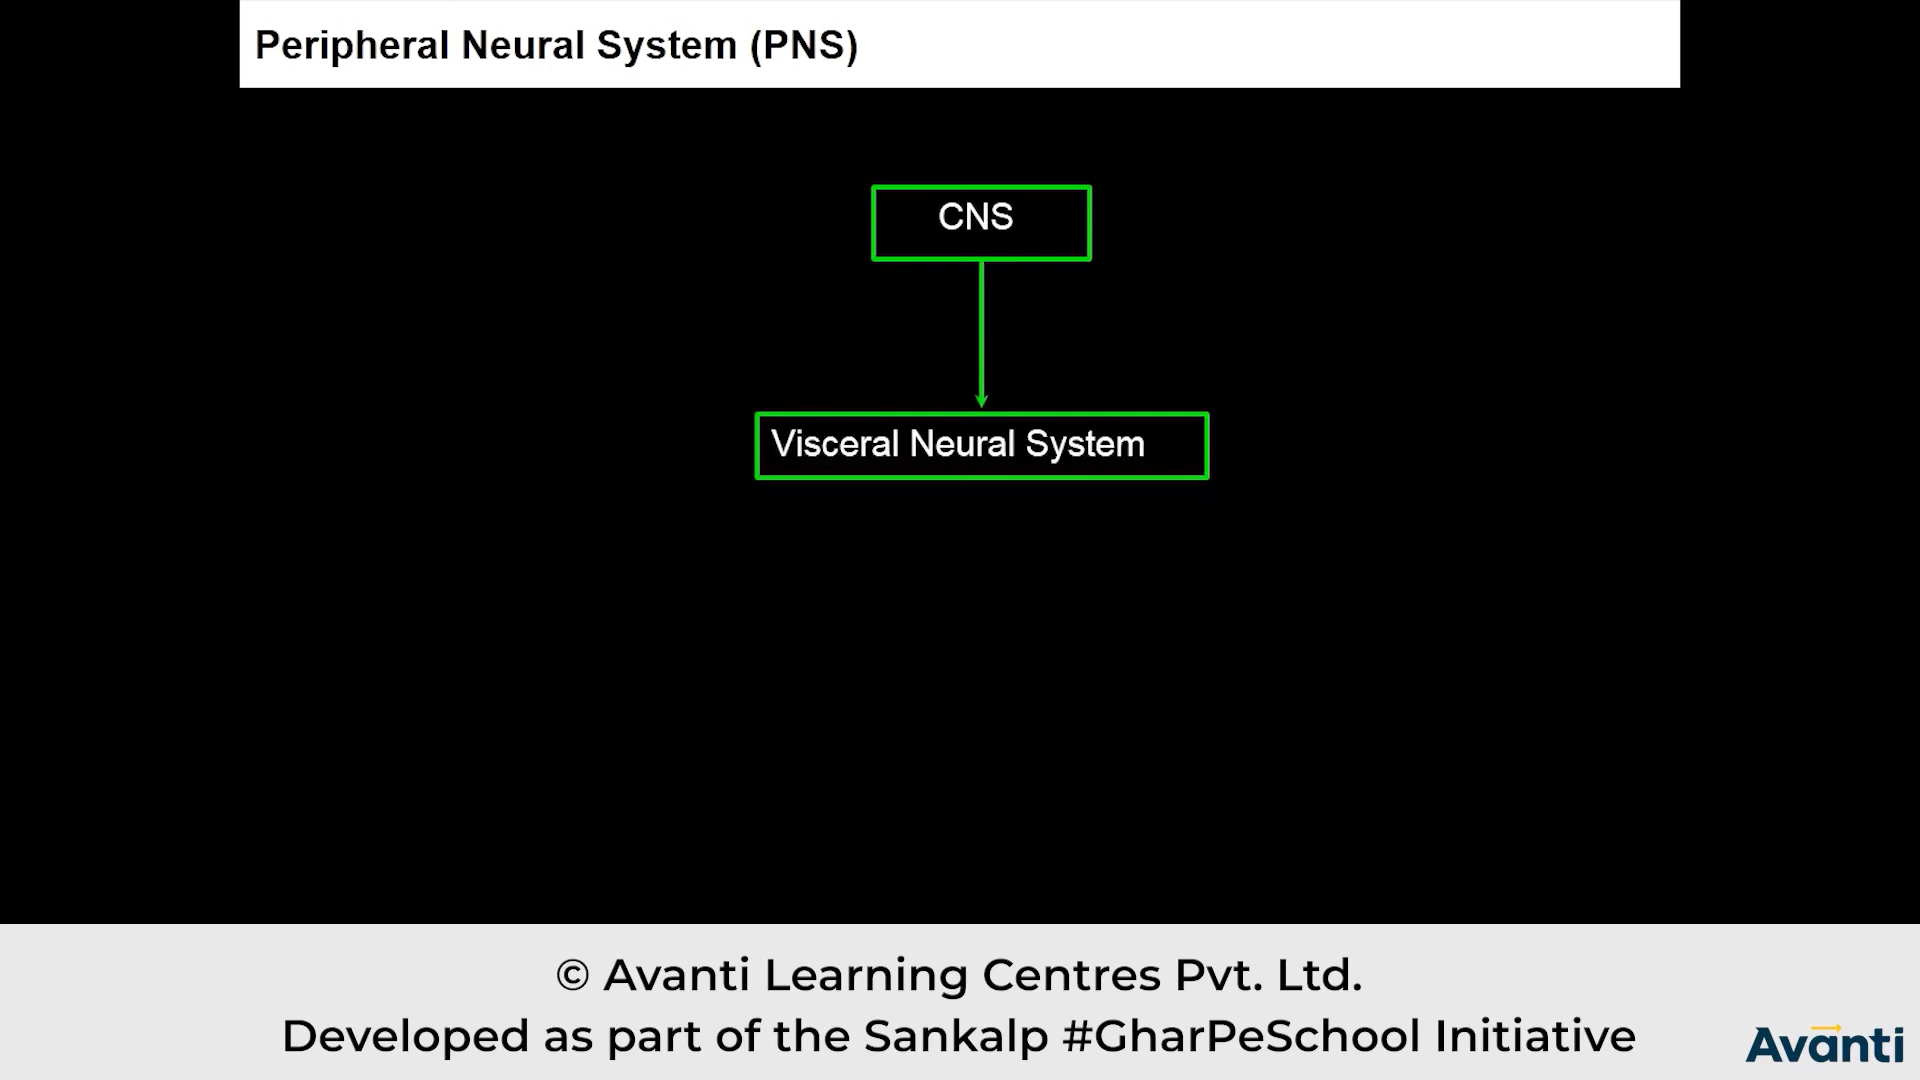 Peripheral Neural System (PNS)
CNS
Visceral Neural System
© Avanti Learning Centres Pvt. Ltd.
Developed as part of the Sankalp #GharPeSchool Initiative
Avanti